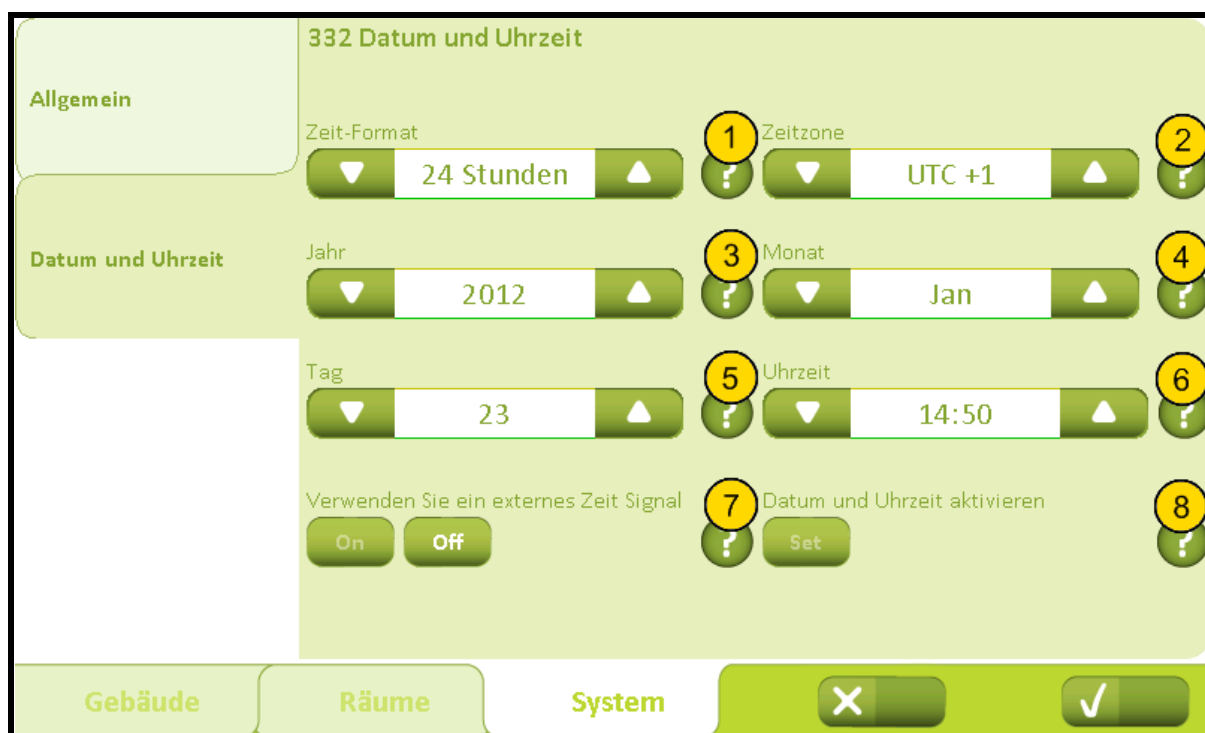 332 Datum und Uhrzeit
Allgemein
Datum und Uhrzeit
Zeit-Format
1
Zeitzone
2
24 Stunden
?
UTC +1
?
Jahr
3
Monat
4
2012
?
Jan
?
Tag
5
Uhrzeit
6
23
?
14:50
?
Verwenden Sie ein externes Zeit Signal
7
Datum und Uhrzeit aktivieren
8
On
Off
?
Set
?
Gebäude
Räume
System